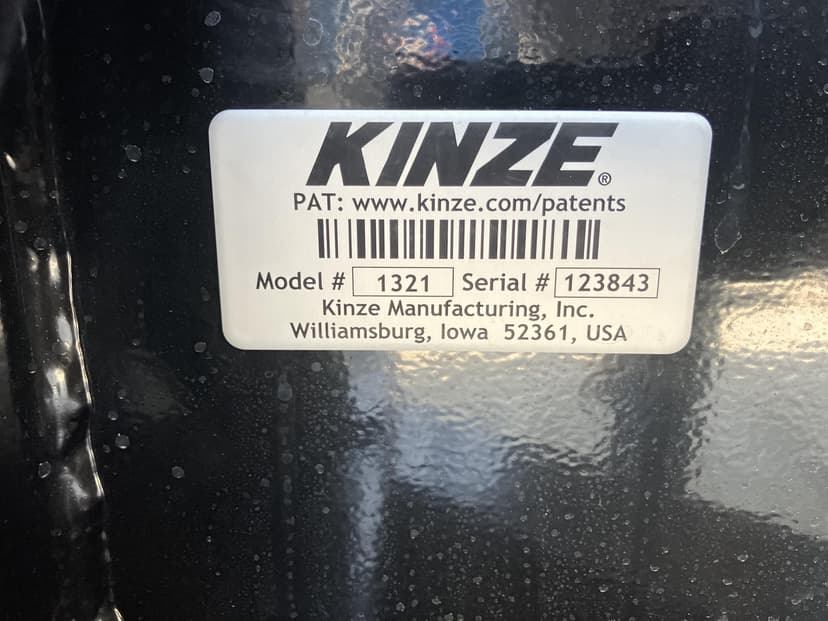 KINZE®
PAT: www.kinze.com/patents
Model # 1321 Serial # 123843
Kinze Manufacturing, Inc.
Williamsburg, Iowa 52361, USA